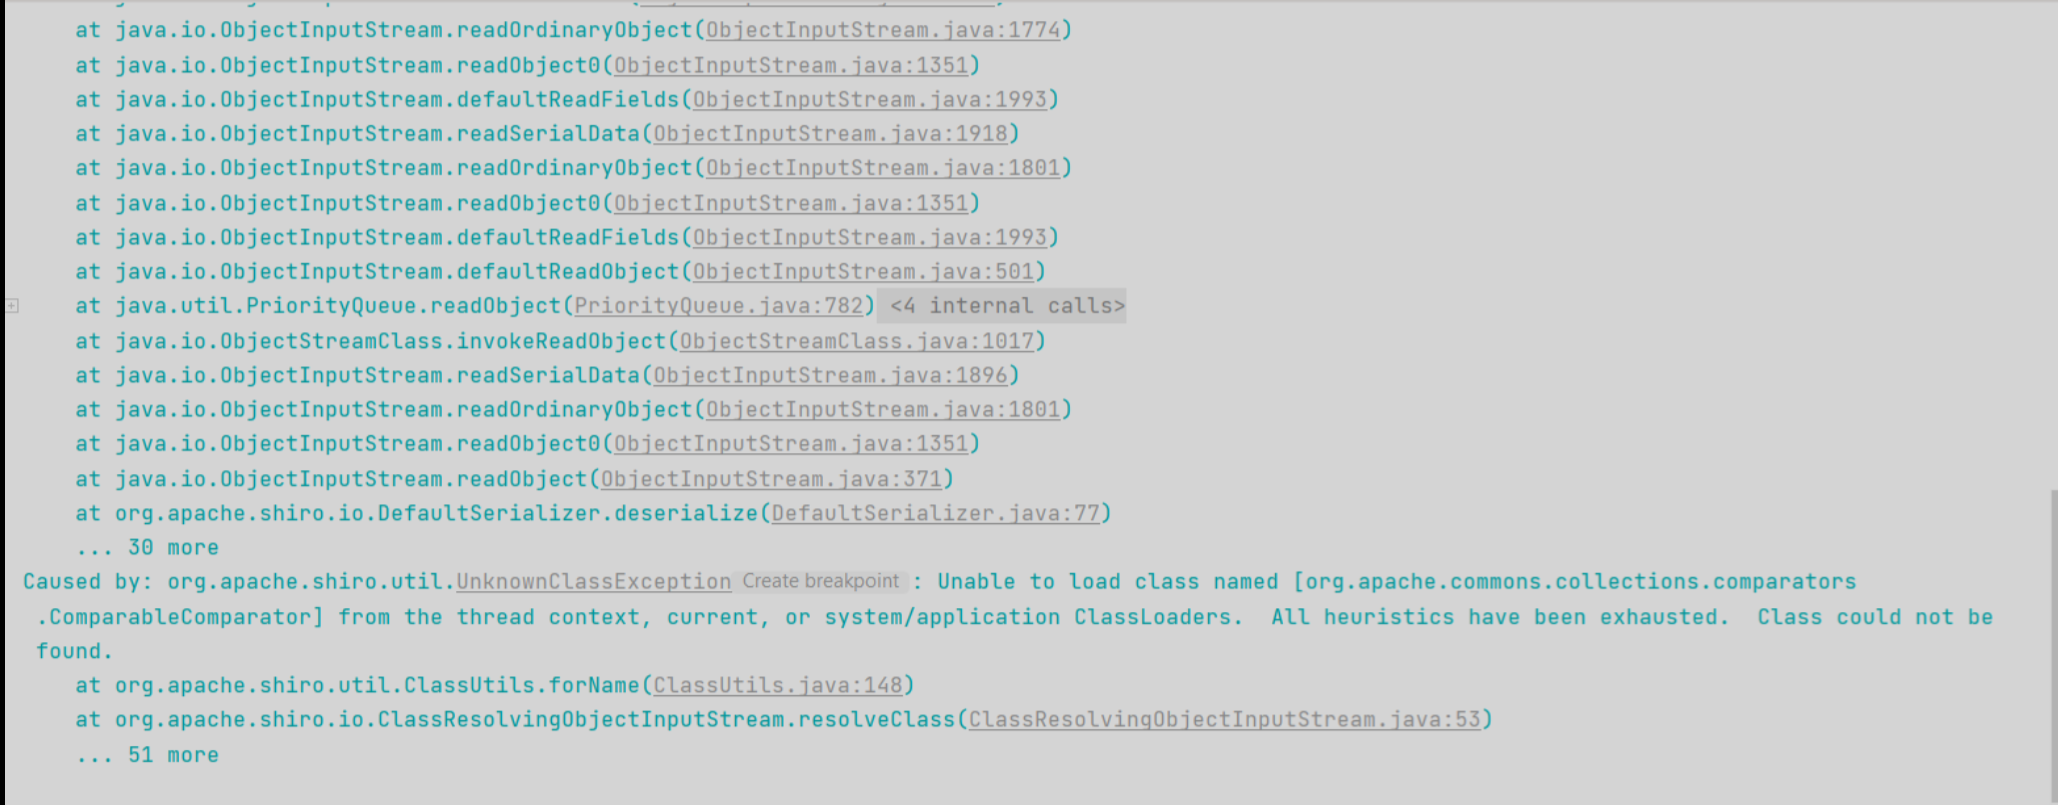 at java.io.ObjectInputStream.readOrdinaryObject(ObjectInputStream.java:1774)
at java.io.ObjectInputStream.readObject0(ObjectInputStream.java:1351)
at java.io.ObjectInputStream.defaultReadFields(ObjectInputStream.java:1993)
at java.io.ObjectInputStream.readSerialData(ObjectInputStream.java:1918)
at java.io.ObjectInputStream.readOrdinaryObject(ObjectInputStream.java:1801)
at java.io.ObjectInputStream.readObject0(ObjectInputStream.java:1351)
at java.io.ObjectInputStream.defaultReadFields(ObjectInputStream.java:1993)
at java.io.ObjectInputStream.defaultReadObject(ObjectInputStream.java:501)
at java.util.PriorityQueue.readObject(PriorityQueue.java:782) <4 internal calls>
at java.io.ObjectStreamClass.invokeReadObject(ObjectStreamClass.java:1017)
at java.io.ObjectInputStream.readSerialData(ObjectInputStream.java:1896)
at java.io.ObjectInputStream.readOrdinaryObject(ObjectInputStream.java:1801)
at java.io.ObjectInputStream.readObject0(ObjectInputStream.java:1351)
at java.io.ObjectInputStream.readObject(ObjectInputStream.java:371)
at org.apache.shiro.io.DefaultSerializer.deserialize(DefaultSerializer.java:77)
... 30 more
Caused by: org.apache.shiro.util.UnknownClassException Create breakpoint : Unable to load class named [org.apache.commons.collections.comparators
.ComparableComparator] from the thread context, current, or system/application ClassLoaders.  All heuristics have been exhausted.  Class could not be
found.
at org.apache.shiro.util.ClassUtils.forName(ClassUtils.java:148)
at org.apache.shiro.io.ClassResolvingObjectInputStream.resolveClass(ClassResolvingObjectInputStream.java:53)
... 51 more